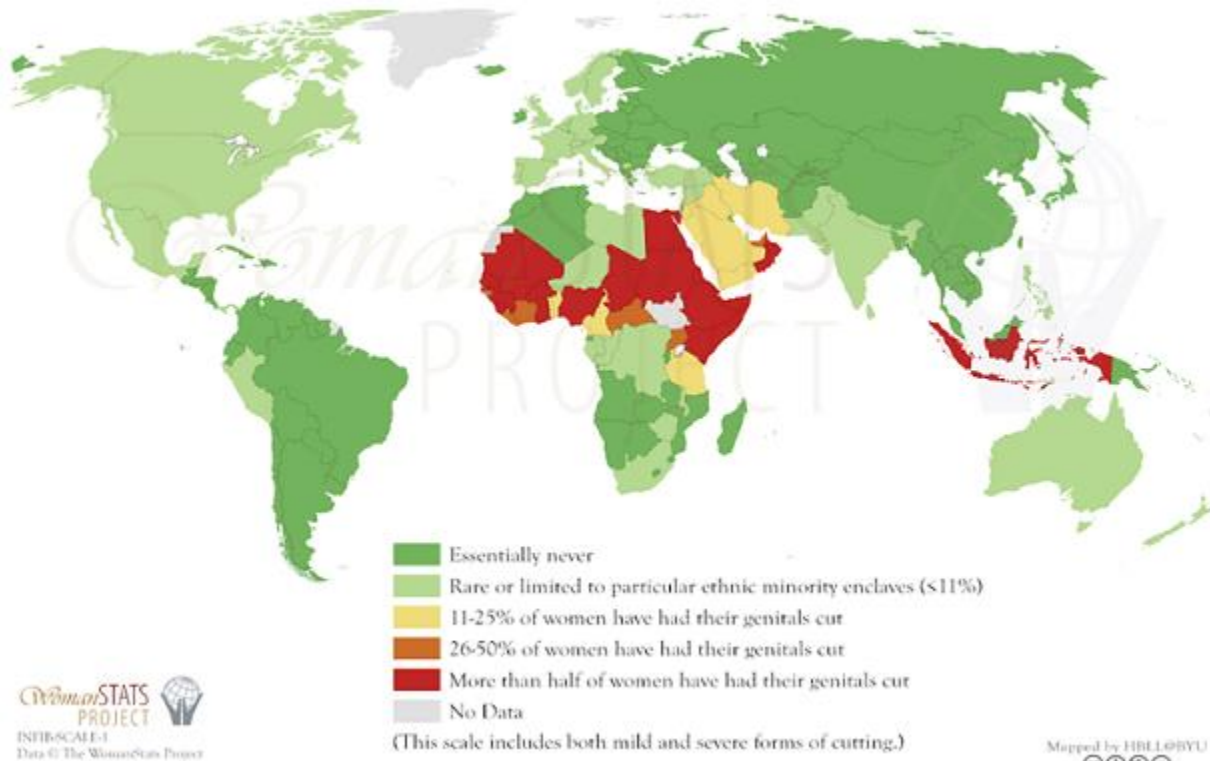 WomanSTATS
PROJECT
Essentially never
Rare or limited to particular ethnic minority enclaves (≤11%)
11-25% of women have had their genitals cut
26-50% of women have had their genitals cut
More than half of women have had their genitals cut
No Data
(This scale includes both mild and severe forms of cutting.)
WomanSTATS
PROJECT
INFIB-SCALE-1
Data © The WomanStats Project
Mapped by HBLL@BYU